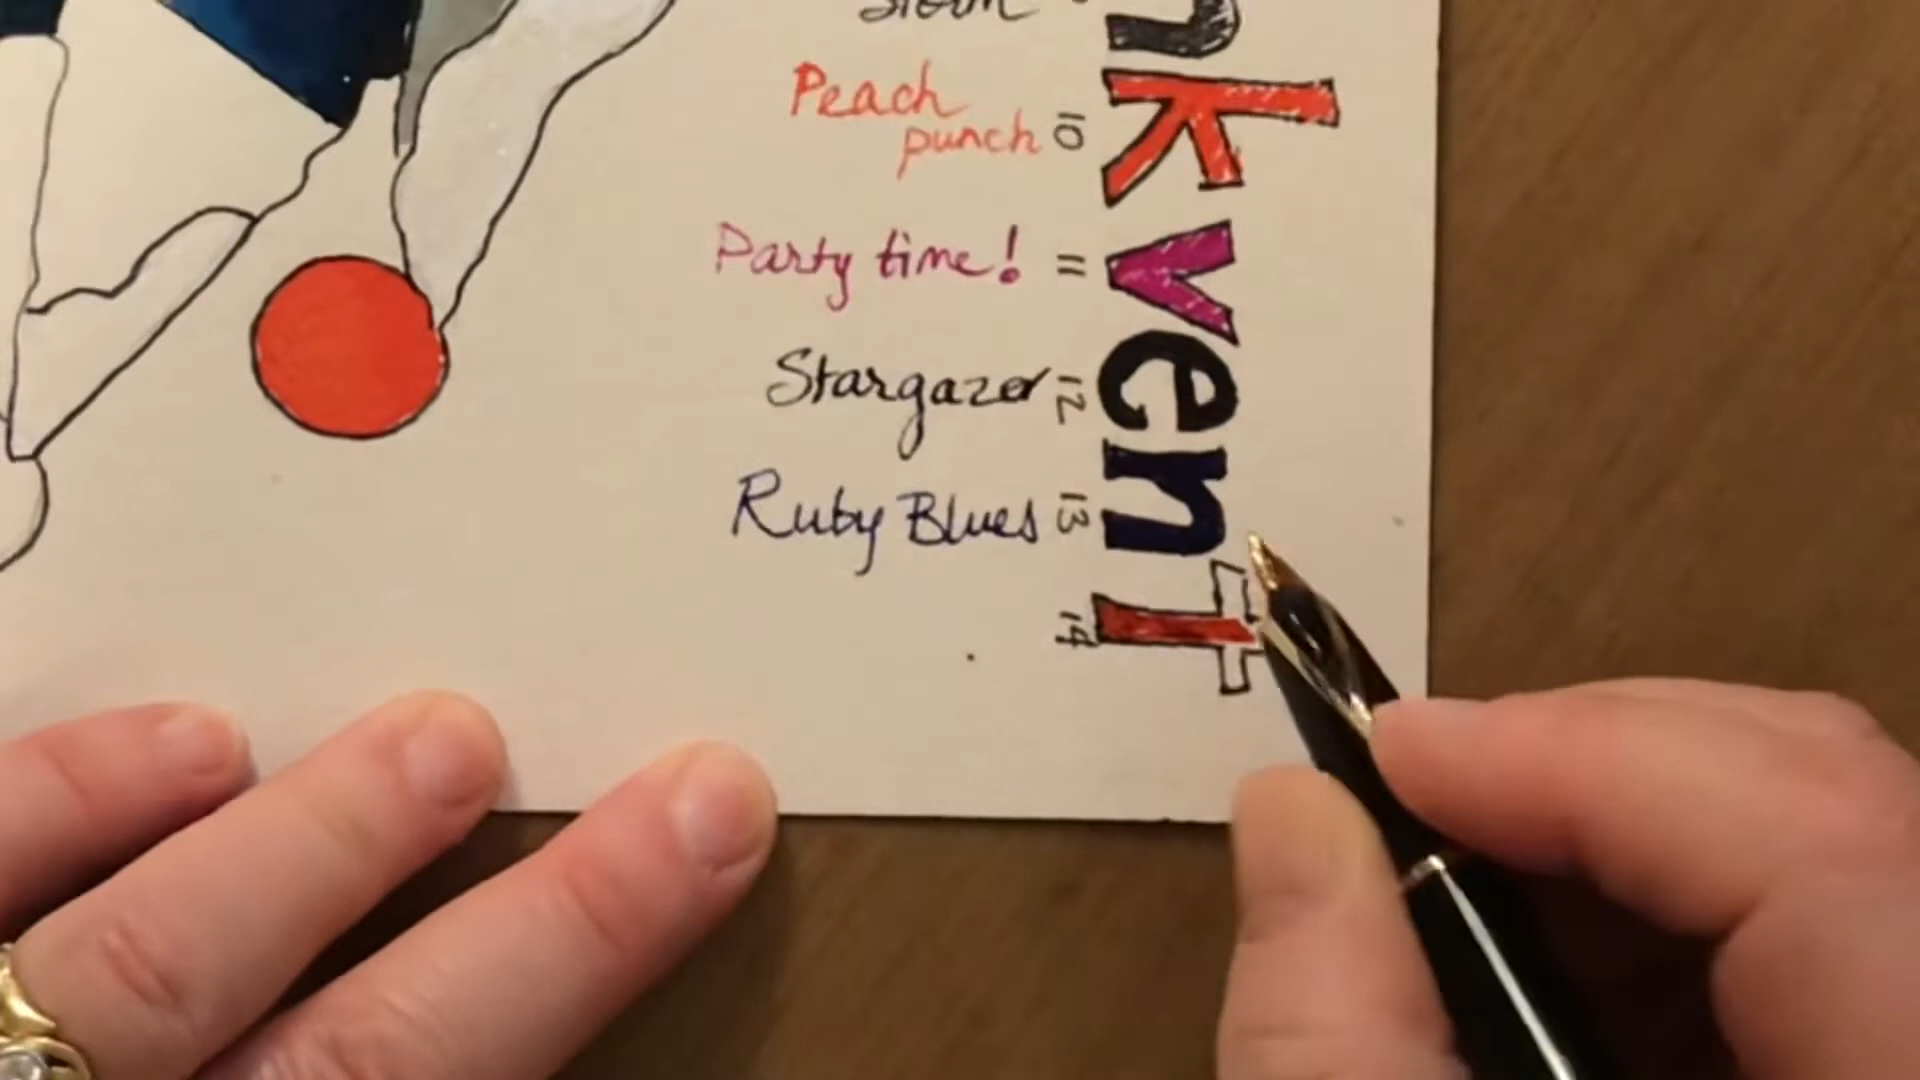 Peach
punch 10
Party time! 11
Stargazer 12
Ruby Blues 13
14
nkvent